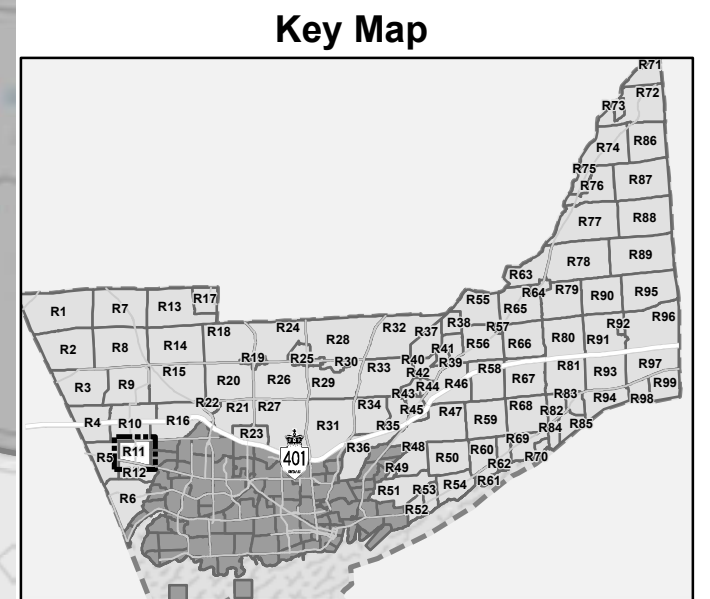 Key Map
R71
R72
R73
R74 R86
R75
R76 R87
R77 R88
R78 R89
R63
R64 R79 R90 R95
R1 R7 R13 R17
R55 R65
R18 R24 R32 R37 R38 R57 R92 R96
R2 R8 R14 R28 R41 R56 R66 R80 R91
R19 R25 R30 R40 R39
R3 R9 R15 R20 R26 R29 R33 R42 R44 R46 R58 R67 R81 R93 R97
R99
R22 R21 R27 R34 R43 R45 R47 R59 R68 R83 R82 R94 R98
R4 R10 R16 R23 R31 R35 R84 R85
R5 R11 R36 R48 R69
401
R12 R49 R50 R60 R62 R70
R6 R51 R53 R54 R61
R52